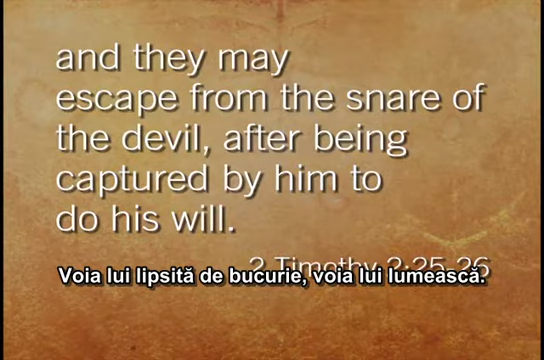 and they may
escape from the snare of
the devil, after being
captured by him to
do his will.
2 Timothy 2:25-26
Voia lui lipsită de bucurie, voia lui lumească.